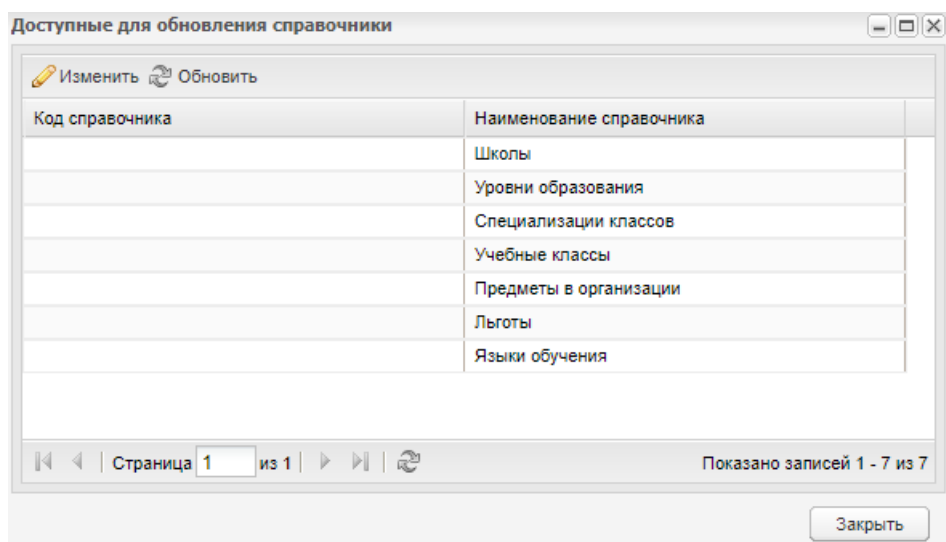 Доступные для обновления справочники
Изменить Обновить
Код справочника Наименование справочника
Школы
Уровни образования
Специализации классов
Учебные классы
Предметы в организации
Льготы
Языки обучения
Страница 1 из 1 Показано записей 1 - 7 из 7
Закрыть